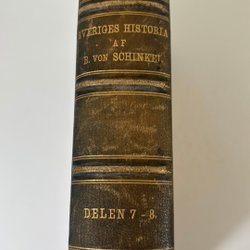 SVERIGES HISTORIA
AF
B. VON SCHINKEL
DELEN 7-8.